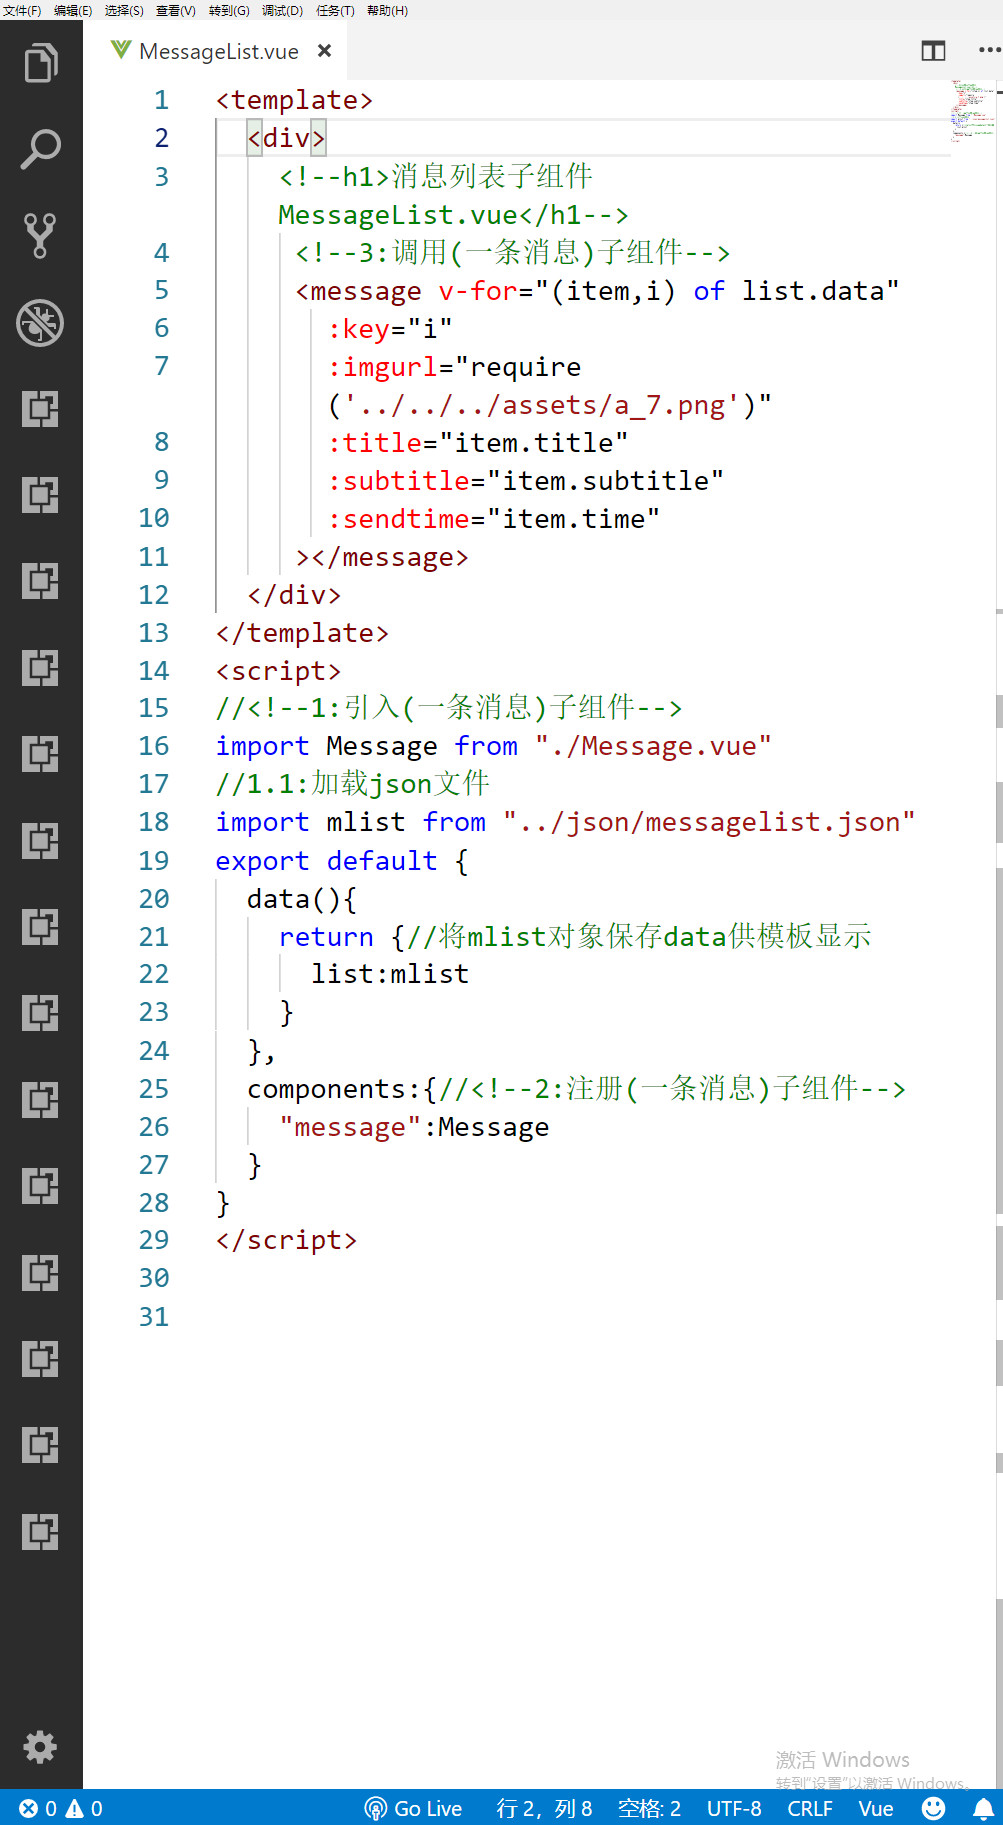 文件(F) 编辑(E) 选择(S) 查看(V) 转到(G) 调试(D) 任务(T) 帮助(H)
MessageList.vue ×
1 <template>
2 <div>
3 <!--h1>消息列表子组件
MessageList.vue</h1-->
4 <!--3:调用(一条消息)子组件-->
5 <message v-for="(item,i) of list.data"
6 :key="i"
7 :imgurl="require
('../../../assets/a_7.png')"
8 :title="item.title"
9 :subtitle="item.subtitle"
10 :sendtime="item.time"
11 ></message>
12 </div>
13 </template>
14 <script>
15 //<!--1:引入(一条消息)子组件-->
16 import Message from "./Message.vue"
17 //1.1:加载json文件
18 import mlist from "../json/messagelist.json"
19 export default {
20 data(){
21 return {//将mlist对象保存data供模板显示
22 list:mlist
23 }
24 },
25 components:{//<!--2:注册(一条消息)子组件-->
26 "message":Message
27 }
28 }
29 </script>
30
31
激活 Windows
转到"设置"以激活 Windows。
0 0 Go Live 行 2，列 8 空格: 2 UTF-8 CRLF Vue